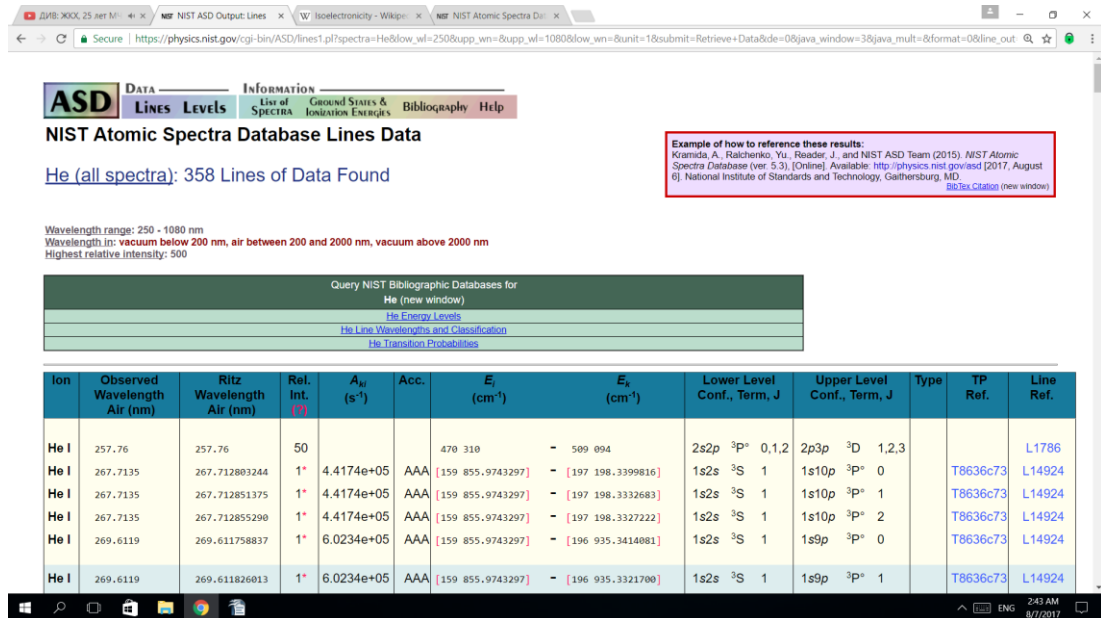 ДИВ: ЖКХ, 25 лет М
NIST ASD Output: Lines
Isoelectronicity - Wikip
NIST Atomic Spectra Dat
Secure | https://physics.nist.gov/cgi-bin/ASD/lines1.pl?spectra=He&low_wl=250&upp_wn=&upp_wl=1080&low_wn=&unit=1&submit=Retrieve+Data&de=0&java_window=3&java_mult=&format=0&line_out
ASD DATA INFORMATION
LINES LEVELS List of SPECTRA GROUND STATES & IONIZATION ENERGIES BIBLIOGRAPHY HELP
NIST Atomic Spectra Database Lines Data
Example of how to reference these results:
Kramida, A., Ralchenko, Yu., Reader, J., and NIST ASD Team (2015). NIST Atomic
Spectra Database (ver. 5.3), [Online]. Available: http://physics.nist.gov/asd [2017, August
6]. National Institute of Standards and Technology, Gaithersburg, MD.
BibTex Citation (new window)
He (all spectra): 358 Lines of Data Found
Wavelength range: 250 - 1080 nm
Wavelength in: vacuum below 200 nm, air between 200 and 2000 nm, vacuum above 2000 nm
Highest relative intensity: 500
Query NIST Bibliographic Databases for
He (new window)
He Energy Levels
He Line Wavelengths and Classification
He Transition Probabilities
Ion Observed Wavelength Air (nm) Ritz Wavelength Air (nm) Rel. Int. (?) Aki (s-1) Acc. Ei (cm-1) Ek (cm-1) Lower Level Conf., Term, J Upper Level Conf., Term, J Type TP Ref. Line Ref.
He I 257.76 257.76 50 470 310 - 509 094 2s2p 3P° 0,1,2 2p3p 3D 1,2,3 L1786
He I 267.7135 267.712803244 1* 4.4174e+05 AAA [159 855.9743297] - [197 198.3399816] 1s2s 3S 1 1s10p 3P° 0 T8636c73 L14924
He I 267.7135 267.712851375 1* 4.4174e+05 AAA [159 855.9743297] - [197 198.3332683] 1s2s 3S 1 1s10p 3P° 1 T8636c73 L14924
He I 267.7135 267.712855290 1* 4.4174e+05 AAA [159 855.9743297] - [197 198.3327222] 1s2s 3S 1 1s10p 3P° 2 T8636c73 L14924
He I 269.6119 269.611758837 1* 6.0234e+05 AAA [159 855.9743297] - [196 935.3414081] 1s2s 3S 1 1s9p 3P° 0 T8636c73 L14924
He I 269.6119 269.611826013 1* 6.0234e+05 AAA [159 855.9743297] - [196 935.3321700] 1s2s 3S 1 1s9p 3P° 1 T8636c73 L14924
ENG 2:43 AM
8/7/2017